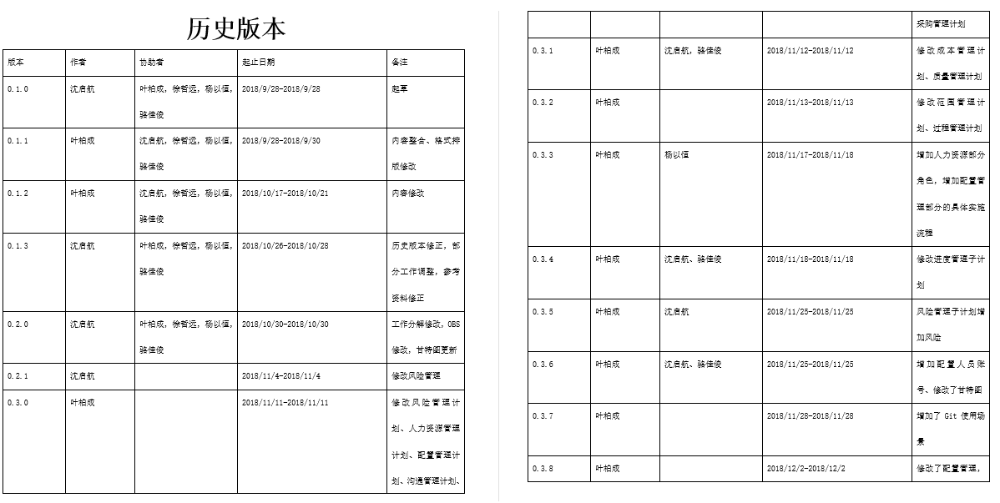 历史版本
版本 作者 协助者 起止日期 备注
0.1.0 沈启航 叶柏成，徐哲远，杨以恒， 2018/9/28-2018/9/28 起草
骆佳俊
0.1.1 叶柏成 沈启航，徐哲远，杨以恒， 2018/9/28-2018/9/30 内容整合、格式排
骆佳俊 版修改
0.1.2 叶柏成 沈启航，徐哲远，杨以恒， 2018/10/17-2018/10/21 内容修改
骆佳俊
0.1.3 沈启航 叶柏成，徐哲远，杨以恒， 2018/10/26-2018/10/28 历史版本修正，部
骆佳俊 分工作调整，参考
资料修正
0.2.0 沈启航 叶柏成，徐哲远，杨以恒， 2018/10/30-2018/10/30 工作分解修改，OBS
骆佳俊 修改，甘特图更新
0.2.1 沈启航 2018/11/4-2018/11/4 修改风险管理
0.3.0 叶柏成 2018/11/11-2018/11/11 修改风险管理计
划、人力资源管理
计划、配置管理计
划、沟通管理计划、
采购管理计划
0.3.1 叶柏成 沈启航，骆佳俊 2018/11/12-2018/11/12 修改成本管理计
划、质量管理计划
0.3.2 叶柏成 2018/11/13-2018/11/13 修改范围管理计
划、过程管理计划
0.3.3 叶柏成 杨以恒 2018/11/17-2018/11/18 增加人力资源部分
角色，增加配置管
理部分的具体实施
流程
0.3.4 叶柏成 沈启航、骆佳俊 2018/11/18-2018/11/18 修改进度管理子计
划
0.3.5 叶柏成 沈启航 2018/11/25-2018/11/25 风险管理子计划增
加风险
0.3.6 叶柏成 沈启航、骆佳俊 2018/11/25-2018/11/25 增加配置人员账
号、修改了甘特图
0.3.7 叶柏成 2018/11/28-2018/11/28 增加了 Git 使用场
景
0.3.8 叶柏成 2018/12/2-2018/12/2 修改了配置管理，